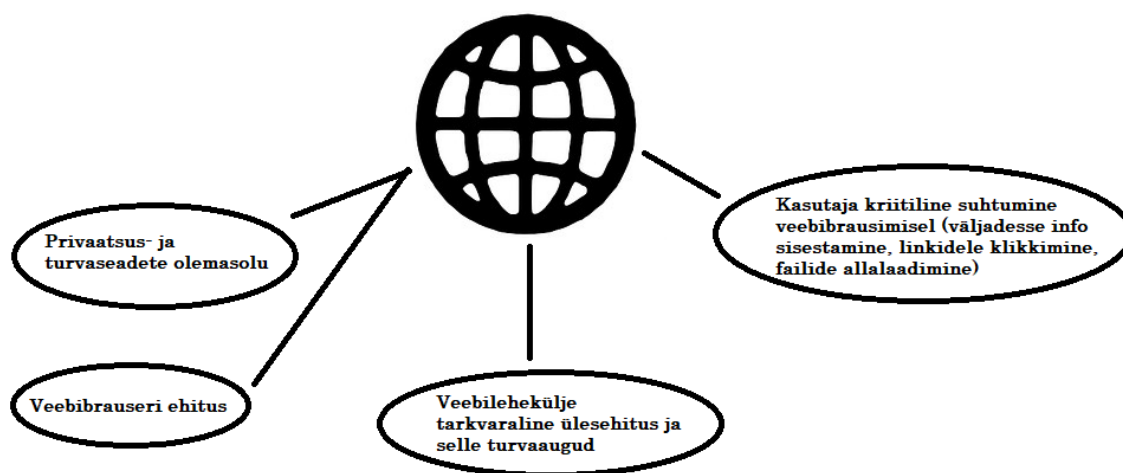 Privaatsus- ja
turvaseadete olemasolu
Veebibrauseri ehitus
Veebilehekülje
tarkvaraline ülesehitus ja
selle turvaaugud
Kasutaja kriitiline suhtumine
veebibrausimisel (väljadesse info
sisestamine, linkidele klikkimine,
failide allalaadimine)